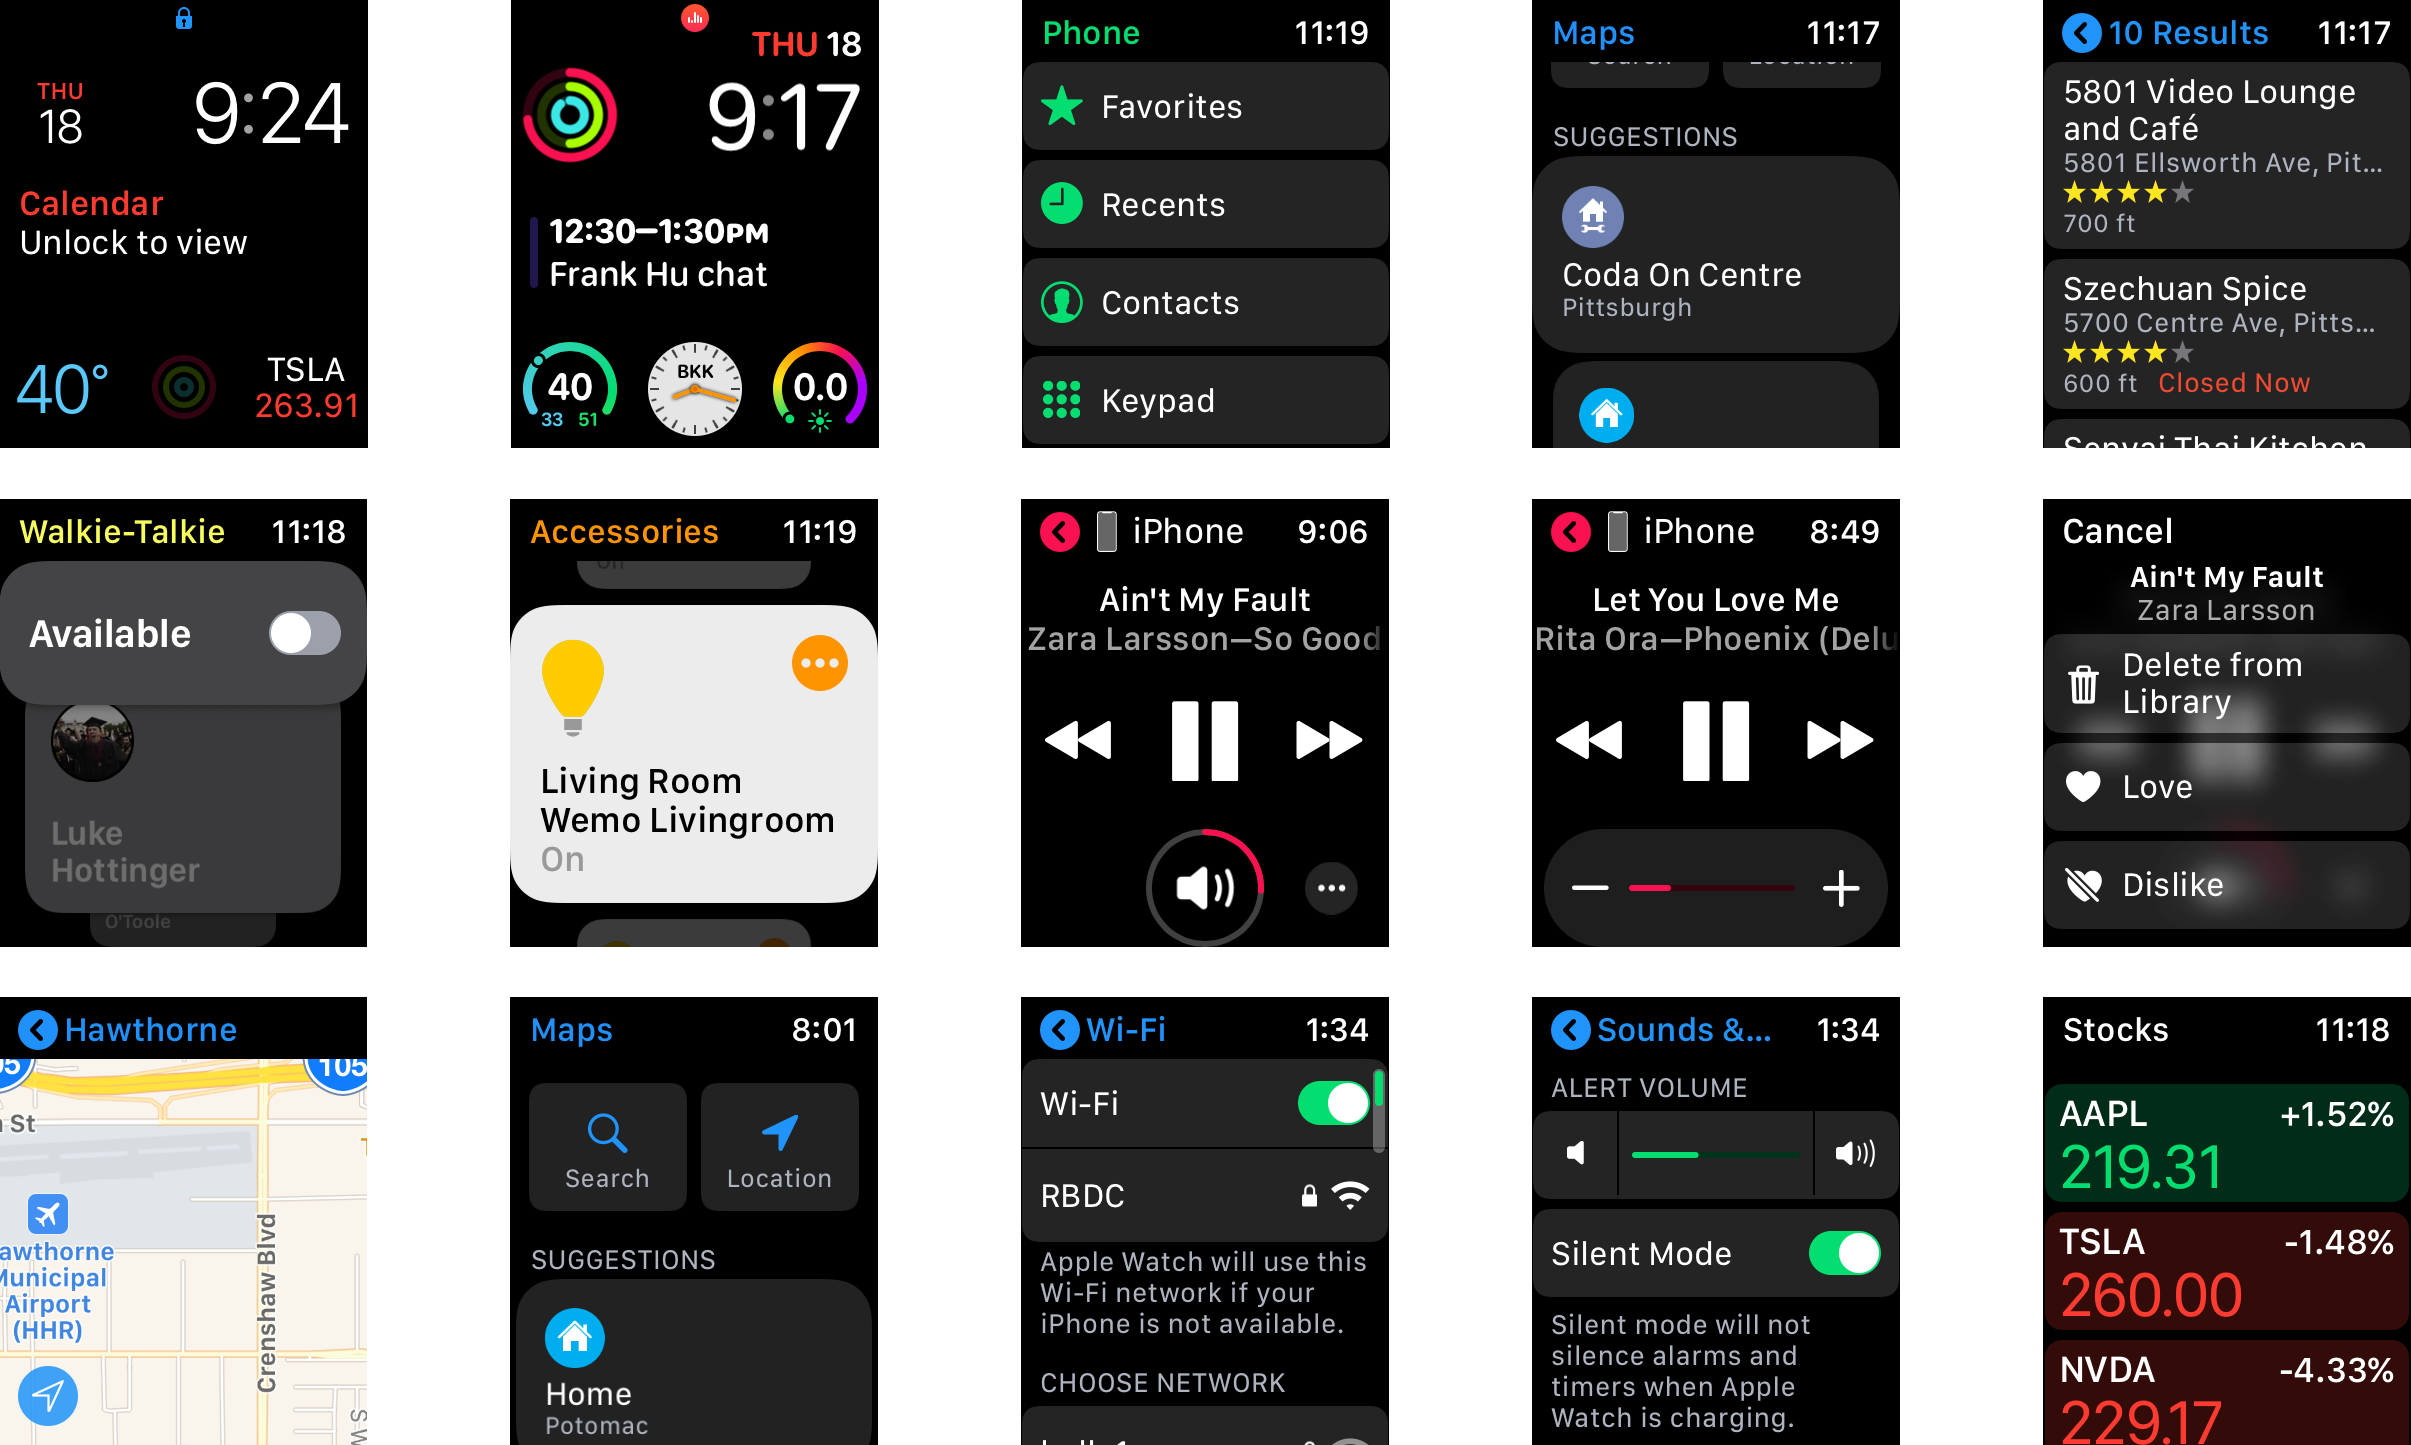 THU
18
9:24
Calendar
Unlock to view
40°
TSLA
263.91
THU 18
9:17
12:30–1:30PM
Frank Hu chat
40
33 51
BKK
0.0
Phone 11:19
Favorites
Recents
Contacts
Keypad
Maps 11:17
Search Location
SUGGESTIONS
Coda On Centre
Pittsburgh
10 Results 11:17
5801 Video Lounge
and Café
5801 Ellsworth Ave, Pit...
700 ft
Szechuan Spice
5700 Centre Ave, Pitts...
600 ft Closed Now
Senyai Thai Kitchen
Walkie-Talkie 11:18
Available
Luke
Hottinger
O'Toole
Accessories 11:19
Off
Living Room
Wemo Livingroom
On
iPhone 9:06
Ain't My Fault
Zara Larsson—So Good
iPhone 8:49
Let You Love Me
Rita Ora—Phoenix (Delu
Cancel
Ain't My Fault
Zara Larsson
Delete from
Library
Love
Dislike
Hawthorne
105
St
awthorne
Municipal
Airport
(HHR)
Crenshaw Blvd
S W
Maps 8:01
Search Location
SUGGESTIONS
Home
Potomac
Wi-Fi 1:34
Wi-Fi
RBDC
Apple Watch will use this
Wi-Fi network if your
iPhone is not available.
CHOOSE NETWORK
Sounds &... 1:34
ALERT VOLUME
Silent Mode
Silent mode will not
silence alarms and
timers when Apple
Watch is charging.
Stocks 11:18
AAPL +1.52%
219.31
TSLA -1.48%
260.00
NVDA -4.33%
229.17